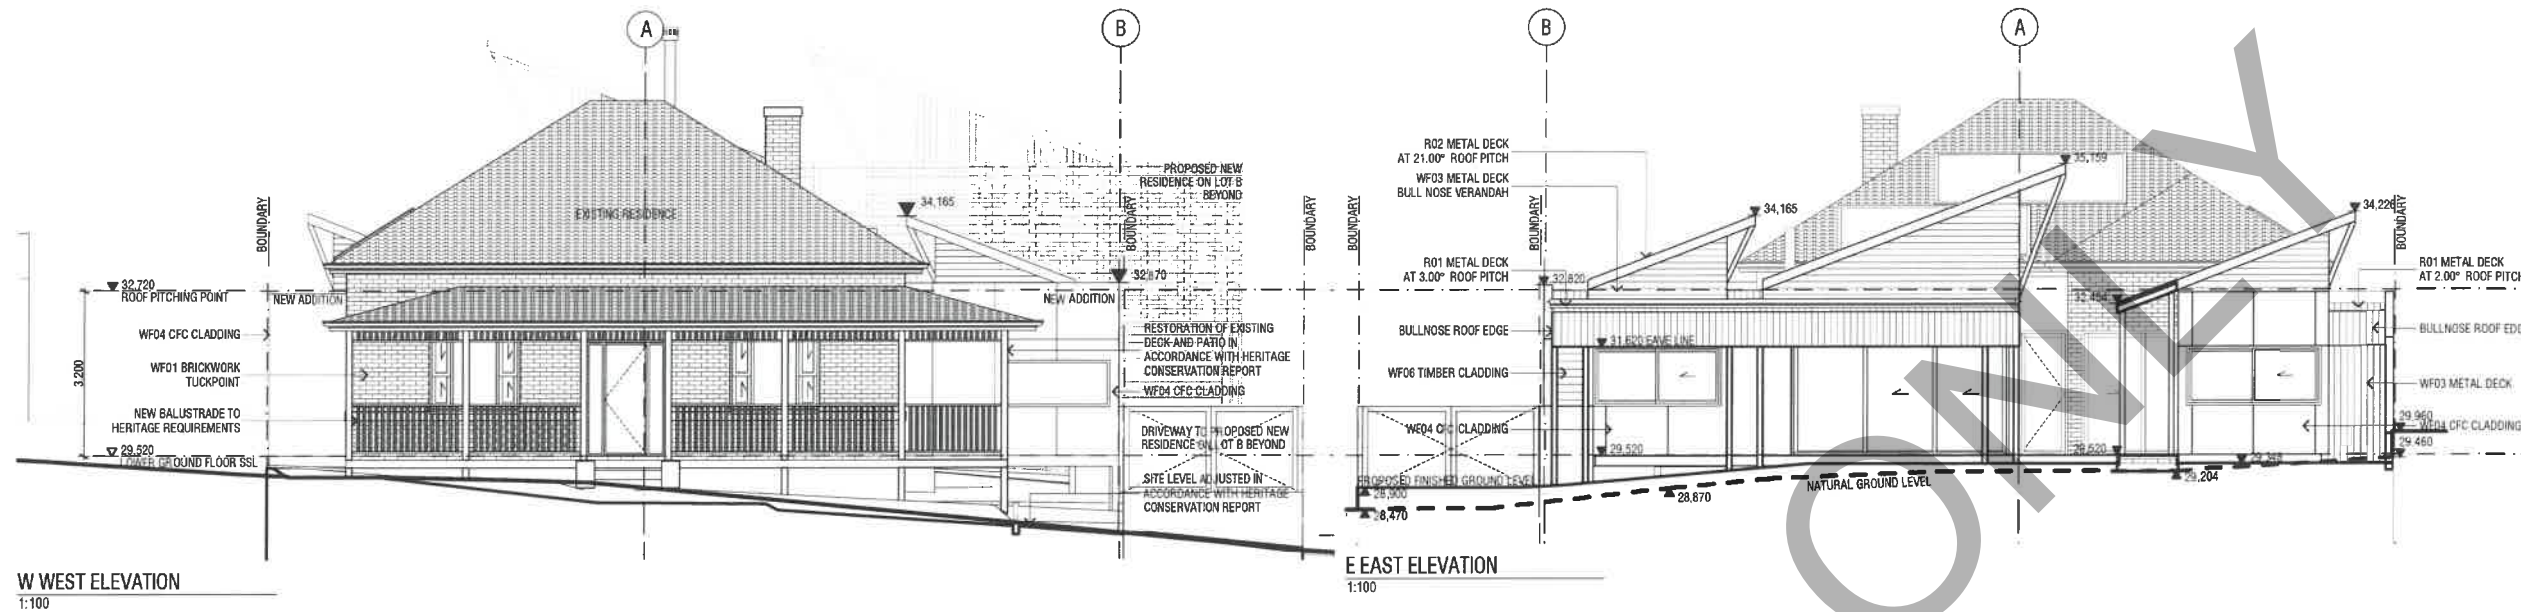 A
B
BOUNDARY
EXISTING RESIDENCE
34,165
PROPOSED NEW
RESIDENCE ON LOT B
BEYOND
BOUNDARY
BOUNDARY
32,720
ROOF PITCHING POINT
NEW ADDITION
NEW ADDITION
WF04 CFC CLADDING
WF01 BRICKWORK
TUCKPOINT
3,200
NEW BALUSTRADE TO
HERITAGE REQUIREMENTS
29,520
LOWER GROUND FLOOR SSL
RESTORATION OF EXISTING
DECK AND PATIO IN
ACCORDANCE WITH HERITAGE
CONSERVATION REPORT
WF04 CFC CLADDING
DRIVEWAY TO PROPOSED NEW
RESIDENCE ON LOT B BEYOND
SITE LEVEL ADJUSTED IN
ACCORDANCE WITH HERITAGE
CONSERVATION REPORT
W WEST ELEVATION
1:100
B
A
R02 METAL DECK
AT 21.00° ROOF PITCH
WF03 METAL DECK
BULL NOSE VERANDAH
BOUNDARY
BOUNDARY
34,165
35,159
34,226
BOUNDARY
R01 METAL DECK
AT 3.00° ROOF PITCH
32,820
R01 METAL DECK
AT 2.00° ROOF PITCH
BULLNOSE ROOF EDGE
31,620 EAVE LINE
BULLNOSE ROOF EDG
WF06 TIMBER CLADDING
WF03 METAL DECK
WF04 CFC CLADDING
29,520
29,960
WF04 CFC CLADDING
29,460
PROPOSED FINISHED GROUND LEVEL
28,900
28,470
28,870
NATURAL GROUND LEVEL
29,204
E EAST ELEVATION
1:100
ONLY